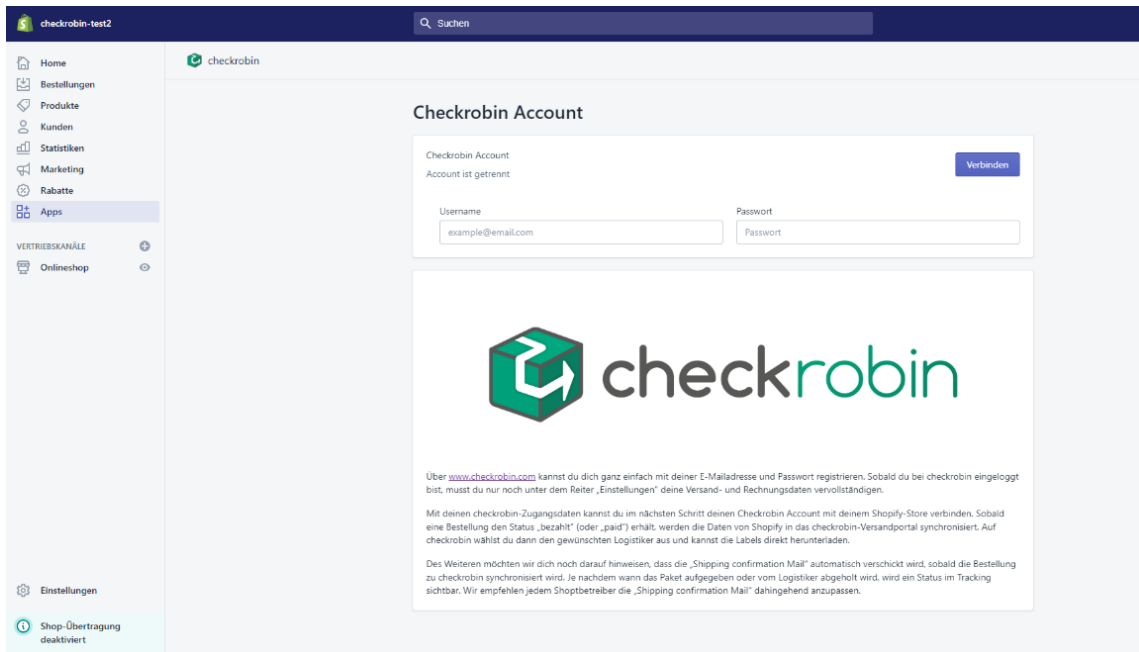 checkrobin-test2
Suchen
Home
Bestellungen
Produkte
Kunden
Statistiken
Marketing
Rabatte
Apps
VERTRIEBSKANÄLE
Onlineshop
Einstellungen
Shop-Übertragung
deaktiviert
checkrobin
Checkrobin Account
Checkrobin Account
Account ist getrennt
Verbinden
Username
Passwort
example@email.com
Passwort
checkrobin
Über www.checkrobin.com kannst du dich ganz einfach mit deiner E-Mailadresse und Passwort registrieren. Sobald du bei checkrobin eingeloggt
bist, musst du nur noch unter dem Reiter „Einstellungen" deine Versand- und Rechnungsdaten vervollständigen.
Mit deinen checkrobin-Zugangsdaten kannst du im nächsten Schritt deinen Checkrobin Account mit deinem Shopify-Store verbinden. Sobald
eine Bestellung den Status „bezahlt" (oder „paid") erhält, werden die Daten von Shopify in das checkrobin-Versandportal synchronisiert. Auf
checkrobin wählst du dann den gewünschten Logistiker aus und kannst die Labels direkt herunterladen.
Des Weiteren möchten wir dich noch darauf hinweisen, dass die „Shipping confirmation Mail" automatisch verschickt wird, sobald die Bestellung
zu checkrobin synchronisiert wird. Je nachdem wann das Paket aufgegeben oder vom Logistiker abgeholt wird, wird ein Status im Tracking
sichtbar. Wir empfehlen jedem Shoptbetreiber die „Shipping confirmation Mail" dahingehend anzupassen.